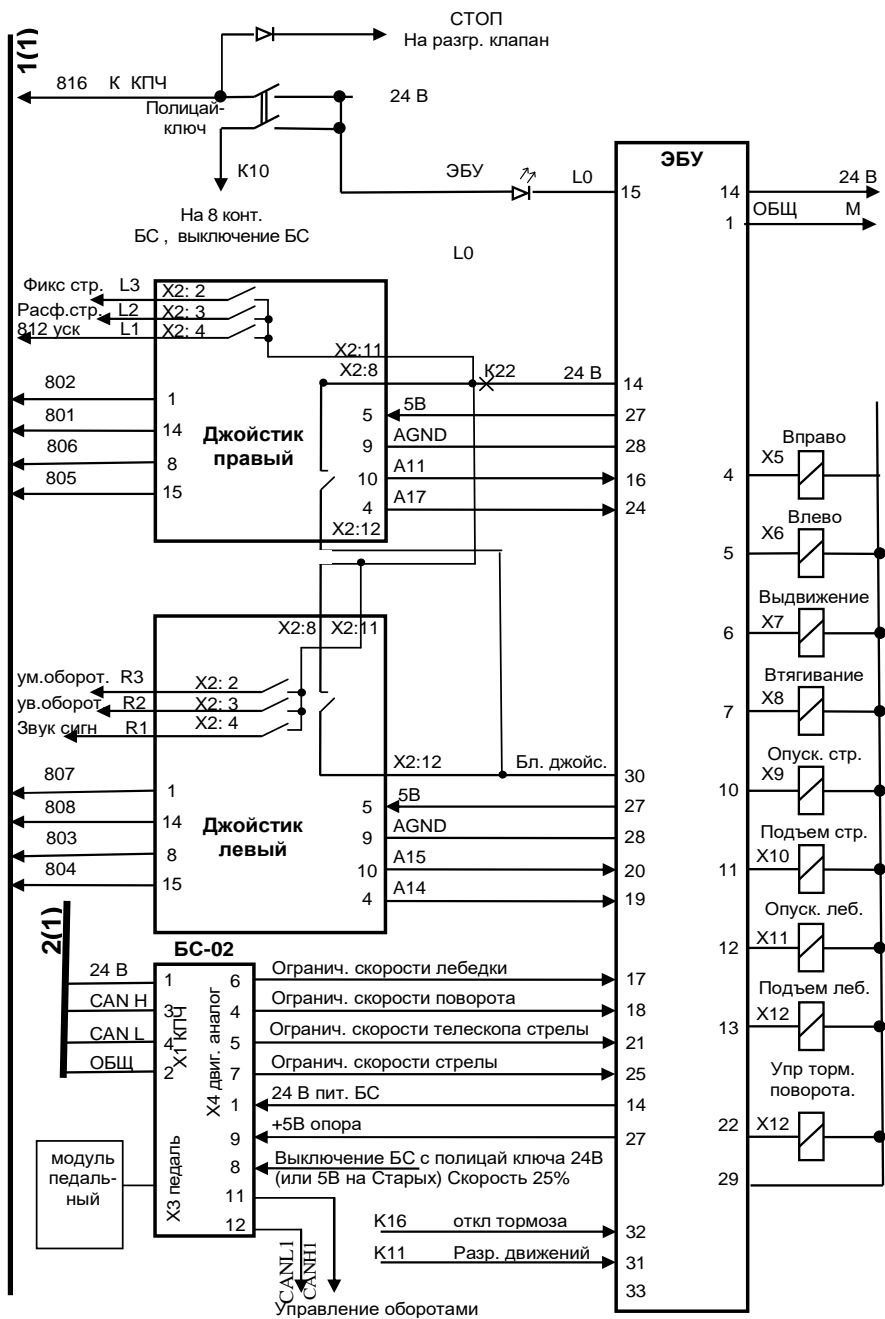 СТОП
На разгр. клапан
1(1)
816 К КПЧ
Полицай-
ключ
24 В
К10
На 8 конт.
БС , выключение БС
ЭБУ
L0
L0
ЭБУ
15
14
24 В
1
ОБЩ М
Фикс стр. L3
X2: 2
Расф.стр. L2
X2: 3
812 уск L1
X2: 4
X2:11
X2:8
К22
24 В
14
802
1
801
14
806
8
805
15
Джойстик
правый
5
5В
27
9
AGND
28
10
A11
16
4
A17
24
X2:12
X2:8
X2:11
ум.оборот. R3
X2: 2
ув.оборот R2
X2: 3
Звук сигн R1
X2: 4
X2:12
Бл. джойс.
30
807
1
808
14
803
8
804
15
Джойстик
левый
5
5В
27
9
AGND
28
10
A15
20
4
A14
19
2(1)
БС-02
24 В
1
CAN H
3
CAN L
4
ОБЩ
2
X1 КПЧ
X4 двиг. аналог
X3 педаль
модуль
педаль-
ный
6
Огранич. скорости лебедки
17
4
Огранич. скорости поворота
18
5
Огранич. скорости телескопа стрелы
21
7
Огранич. скорости стрелы
25
1
24 В пит. БС
14
9
+5В опора
27
8
Выключение БС с полицай ключа 24В
(или 5В на Старых) Скорость 25%
11
12
CANL1
CANH1
Управление оборотами
К16 откл тормоза
32
К11 Разр. движений
31
33
Вправо
4
X5
Влево
5
X6
Выдвижение
6
X7
Втягивание
7
X8
Опуск. стр.
10
X9
Подъем стр.
11
X10
Опуск. леб.
12
X11
Подъем леб.
13
X12
Упр торм.
поворота.
22
X12
29